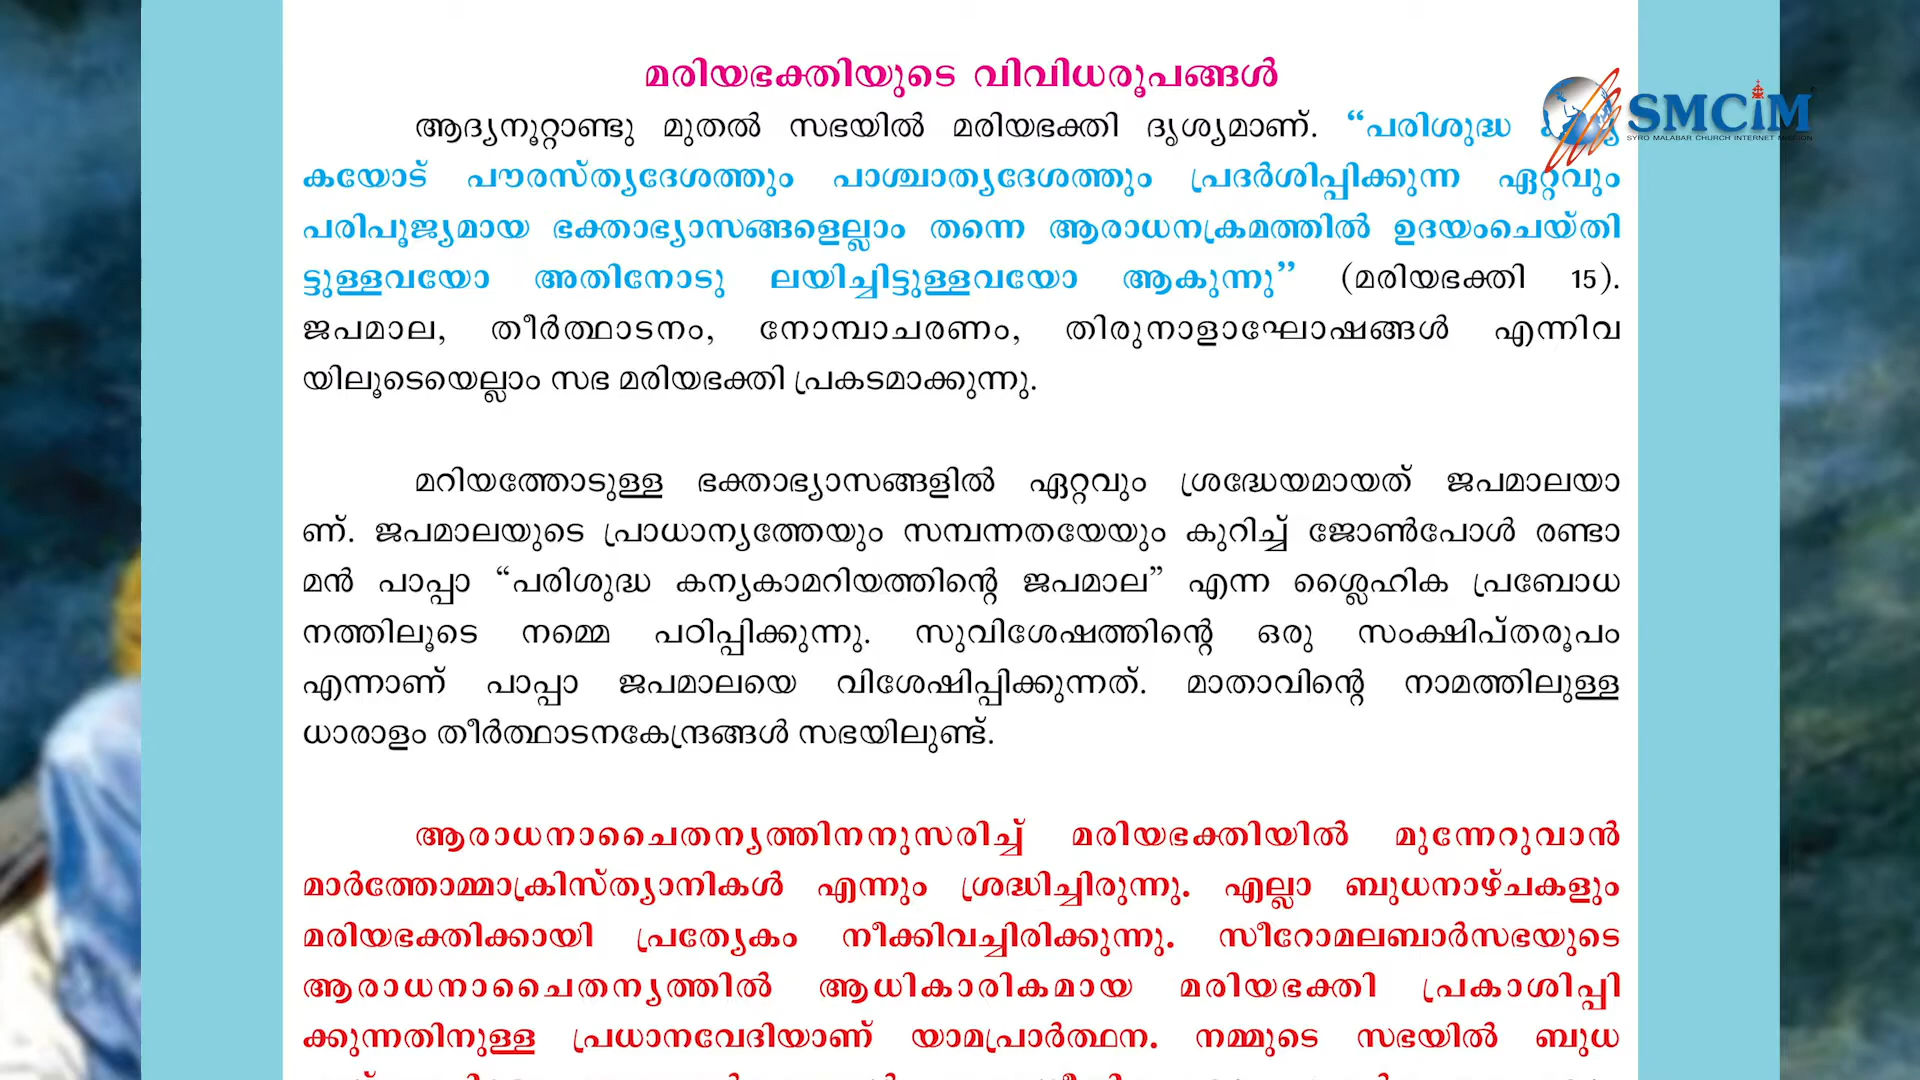 മരിയഭക്തിയുടെ വിവിധരൂപങ്ങൾ
ആദ്യനൂറ്റാണ്ടു മുതൽ സഭയിൽ മരിയഭക്തി ദൃശ്യമാണ്. “പരിശുദ്ധ
SMCIM
SYRO MALABAR CHURCH INTERNET MISSION
കയോട് പൗരസ്ത്യദേശത്തും പാശ്ചാത്യദേശത്തും പ്രദർശിപ്പിക്കുന്ന ഏറ്റവും
പരിപൂജ്യമായ ഭക്താഭ്യാസങ്ങളെല്ലാം തന്നെ ആരാധനക്രമത്തിൽ ഉദയംചെയ്തി
ട്ടുള്ളവയോ അതിനോടു ലയിച്ചിട്ടുള്ളവയോ ആകുന്നു” (മരിയഭക്തി 15).
ജപമാല, തീർത്ഥാടനം, നോമ്പാചരണം, തിരുനാളാഘോഷങ്ങൾ എന്നിവ
യിലൂടെയെല്ലാം സഭ മരിയഭക്തി പ്രകടമാക്കുന്നു.
മറിയത്തോടുള്ള ഭക്താഭ്യാസങ്ങളിൽ ഏറ്റവും ശ്രദ്ധേയമായത് ജപമാലയാ
ണ്. ജപമാലയുടെ പ്രാധാന്യത്തേയും സമ്പന്നതയേയും കുറിച്ച് ജോൺപോൾ രണ്ടാ
മൻ പാപ്പാ “പരിശുദ്ധ കന്യകാമറിയത്തിന്റെ ജപമാല” എന്ന ശ്ലൈഹിക പ്രബോധ
നത്തിലൂടെ നമ്മെ പഠിപ്പിക്കുന്നു. സുവിശേഷത്തിന്റെ ഒരു സംക്ഷിപ്തരൂപം
എന്നാണ് പാപ്പാ ജപമാലയെ വിശേഷിപ്പിക്കുന്നത്. മാതാവിന്റെ നാമത്തിലുള്ള
ധാരാളം തീർത്ഥാടനകേന്ദ്രങ്ങൾ സഭയിലുണ്ട്.
ആരാധനാചൈതന്യത്തിനനുസരിച്ച് മരിയഭക്തിയിൽ മുന്നേറുവാൻ
മാർത്തോമ്മാക്രിസ്ത്യാനികൾ എന്നും ശ്രദ്ധിച്ചിരുന്നു. എല്ലാ ബുധനാഴ്ചകളും
മരിയഭക്തിക്കായി പ്രത്യേകം നീക്കിവച്ചിരിക്കുന്നു. സീറോമലബാർസഭയുടെ
ആരാധനാചൈതന്യത്തിൽ ആധികാരികമായ മരിയഭക്തി പ്രകാശിപ്പി
ക്കുന്നതിനുള്ള പ്രധാനവേദിയാണ് യാമപ്രാർത്ഥന. നമ്മുടെ സഭയിൽ ബുധ